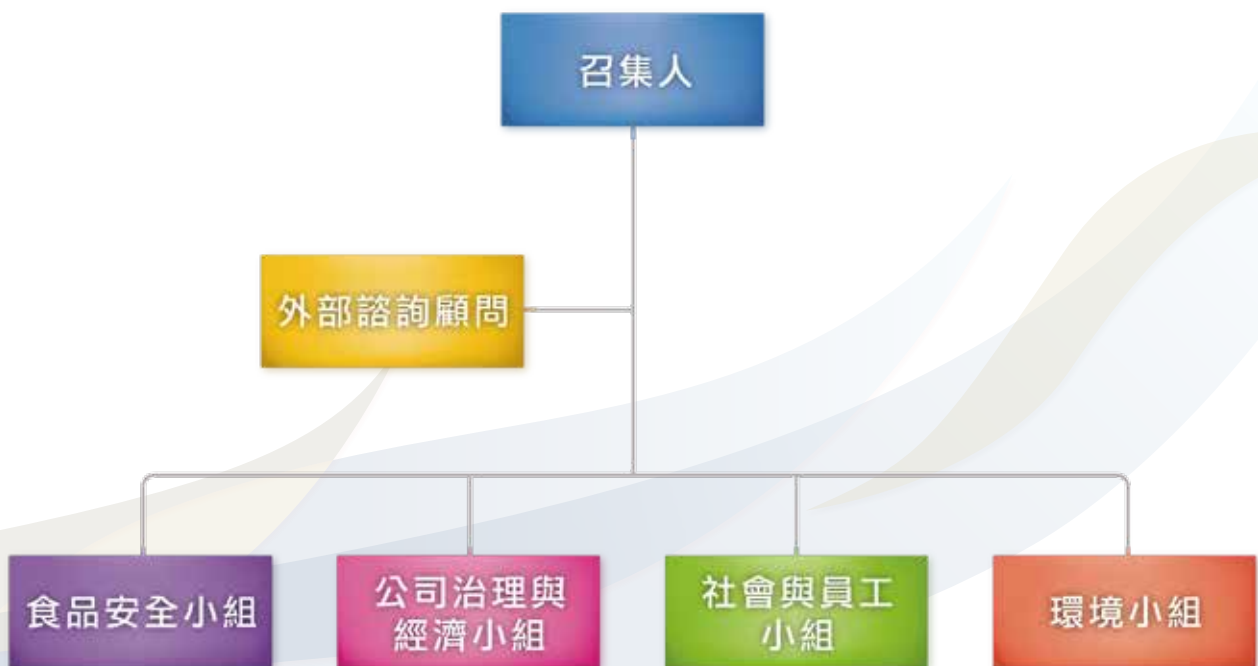 召集人
外部諮詢顧問
食品安全小組
公司治理與
經濟小組
社會與員工
小組
環境小組